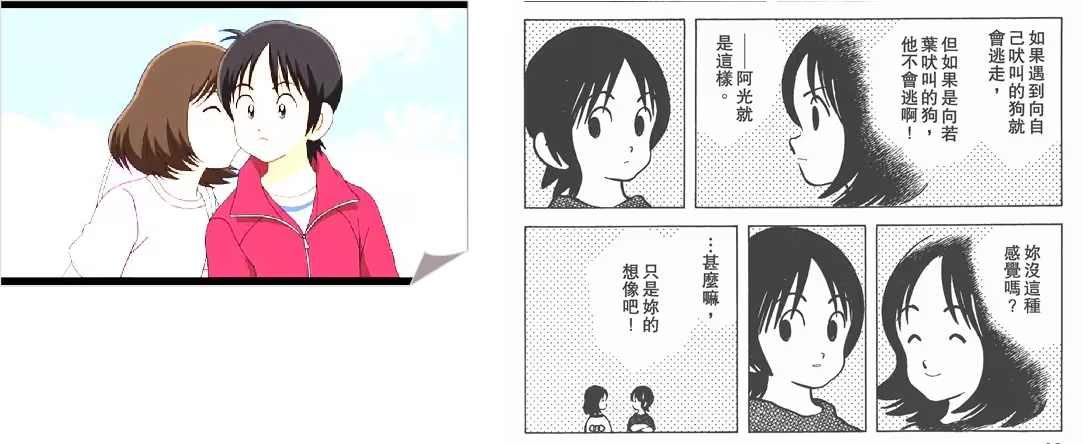 如果遇到向自
己吠叫的狗就
會逃走，
但如果是向若
葉吠叫的狗，
他不會逃啊！
——阿光就
是這樣。
妳沒這種
感覺嗎？
…甚麼嘛，
只是妳的
想像吧！